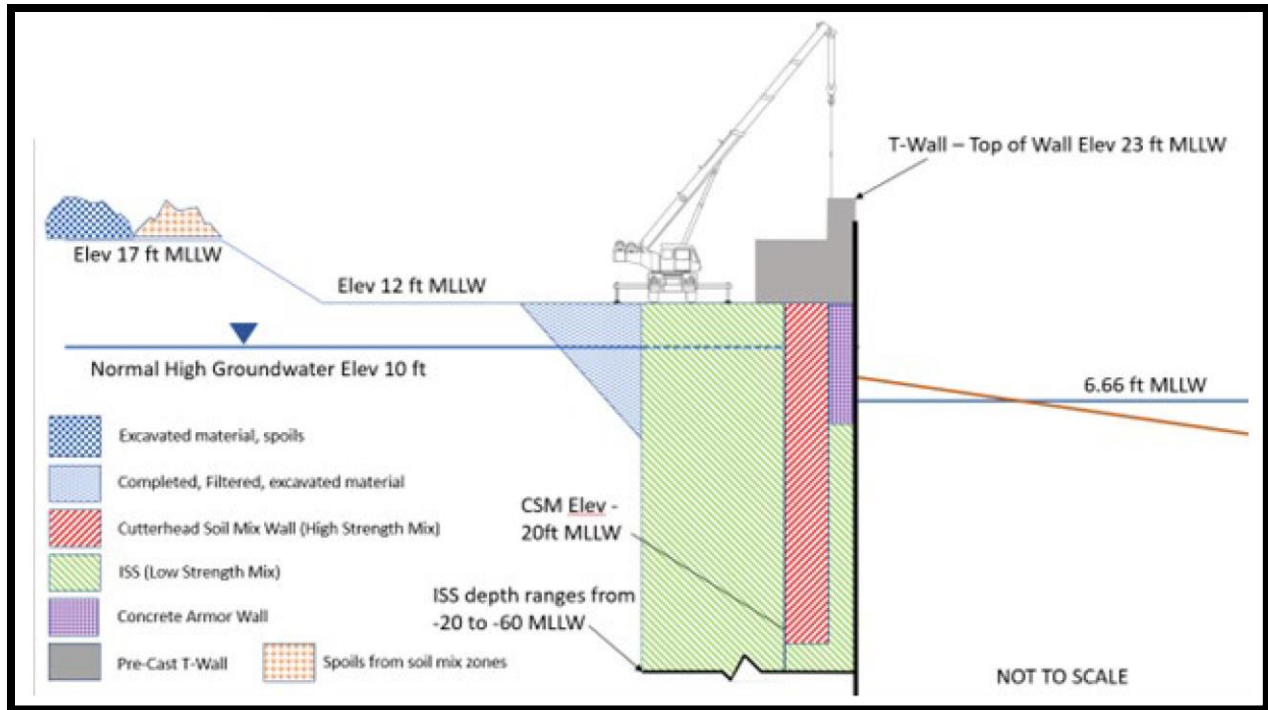 T-Wall – Top of Wall Elev 23 ft MLLW
Elev 17 ft MLLW
Elev 12 ft MLLW
Normal High Groundwater Elev 10 ft
6.66 ft MLLW
Excavated material, spoils
Completed, Filtered, excavated material
Cutterhead Soil Mix Wall (High Strength Mix)
ISS (Low Strength Mix)
Concrete Armor Wall
Pre-Cast T-Wall
Spoils from soil mix zones
CSM Elev -
20ft MLLW
ISS depth ranges from
-20 to -60 MLLW
NOT TO SCALE